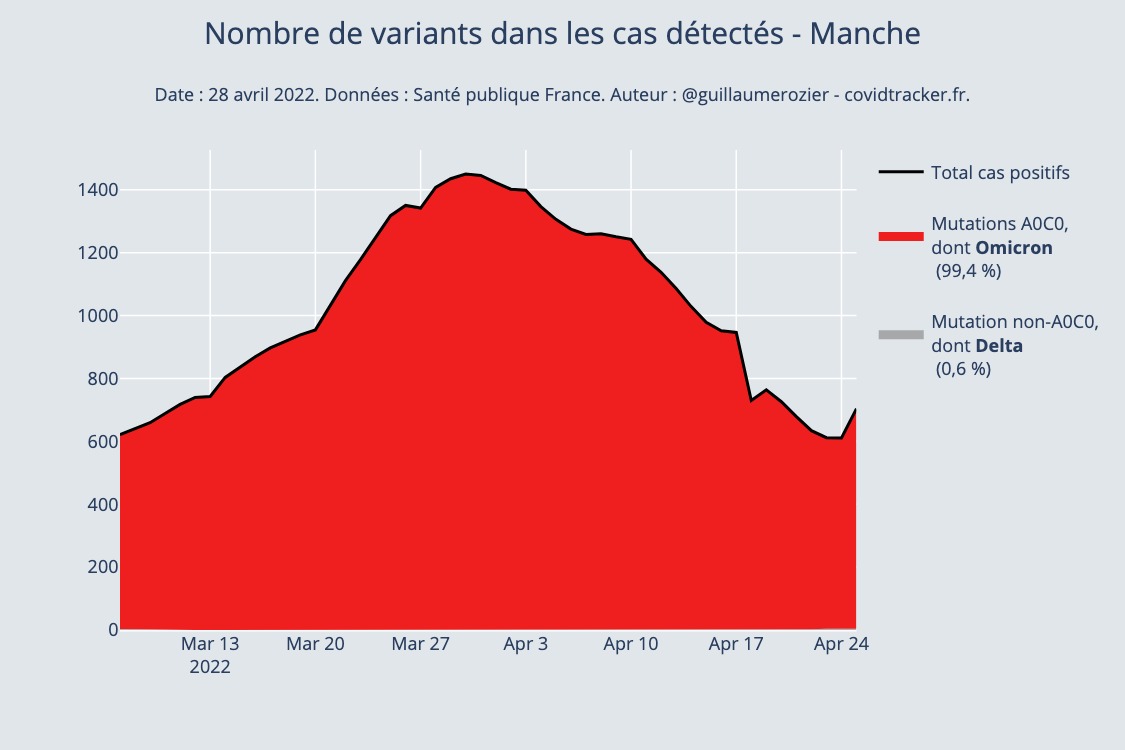 Nombre de variants dans les cas détectés - Manche
Date : 28 avril 2022. Données : Santé publique France. Auteur : @guillaumerozier - covidtracker.fr.
1400
1200
1000
800
600
400
200
0
Mar 13
2022
Mar 20
Mar 27
Apr 3
Apr 10
Apr 17
Apr 24
Total cas positifs
Mutations A0C0,
dont Omicron
(99,4 %)
Mutation non-A0C0,
dont Delta
(0,6 %)